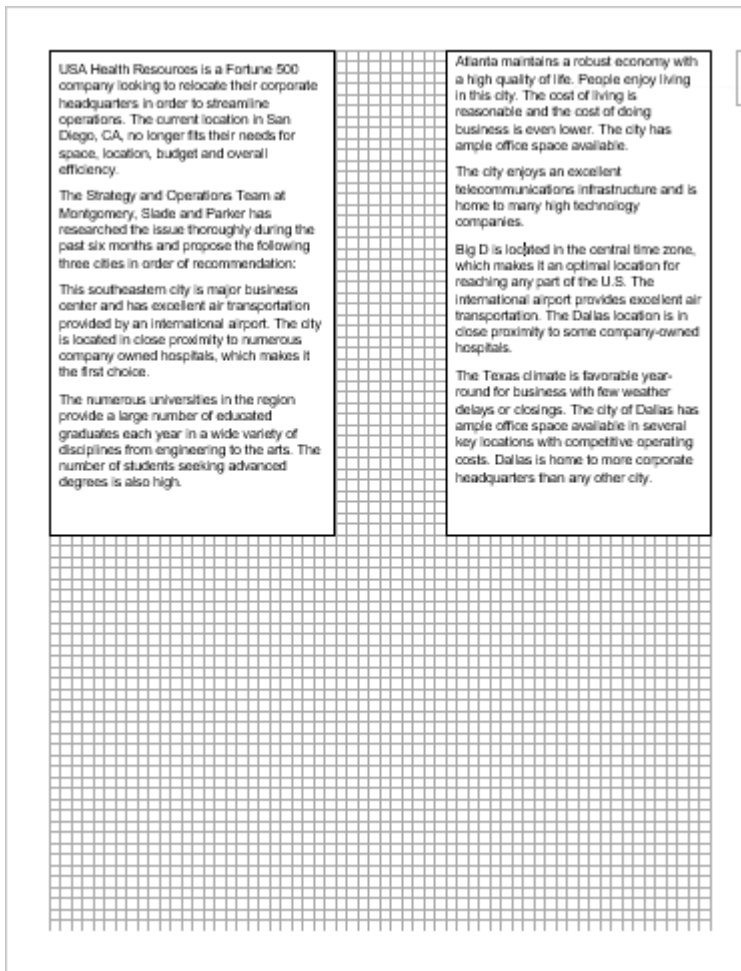 USA Health Resources is a Fortune 500
company looking to relocate their corporate
headquarters in order to streamline
operations. The current location in San
Diego, CA, no longer fits their needs for
space, location, budget and overall
efficiency.
The Strategy and Operations Team at
Montgomery, Slade and Parker has
researched the issue thoroughly during the
past six months and propose the following
three cities in order of recommendation:
This southeastern city is major business
center and has excellent air transportation
provided by an international airport. The city
is located in close proximity to numerous
company owned hospitals, which makes it
the first choice.
The numerous universities in the region
provide a large number of educated
graduates each year in a wide variety of
disciplines from engineering to the arts. The
number of students seeking advanced
degrees is also high.
Atlanta maintains a robust economy with
a high quality of life. People enjoy living
in this city. The cost of living is
reasonable and the cost of doing
business is even lower. The city has
ample office space available.
The city enjoys an excellent
telecommunications infrastructure and is
home to many high technology
companies.
Big D is located in the central time zone,
which makes it an optimal location for
reaching any part of the U.S. The
international airport provides excellent air
transportation. The Dallas location is in
close proximity to some company-owned
hospitals.
The Texas climate is favorable year-
round for business with few weather
delays or closings. The city of Dallas has
ample office space available in several
key locations with competitive operating
costs. Dallas is home to more corporate
headquarters than any other city.